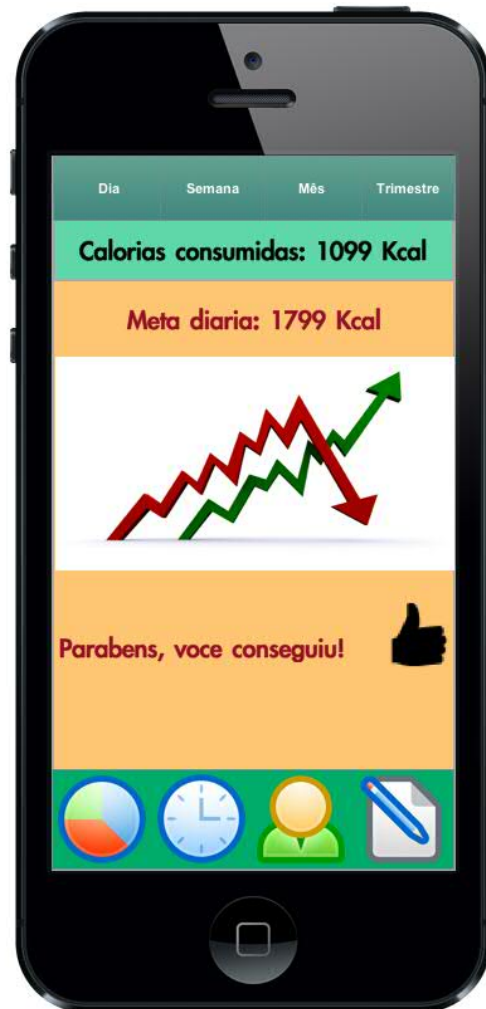 Dia Semana Mês Trimestre
Calorias consumidas: 1099 Kcal
Meta diaria: 1799 Kcal
Parabens, voce conseguiu!